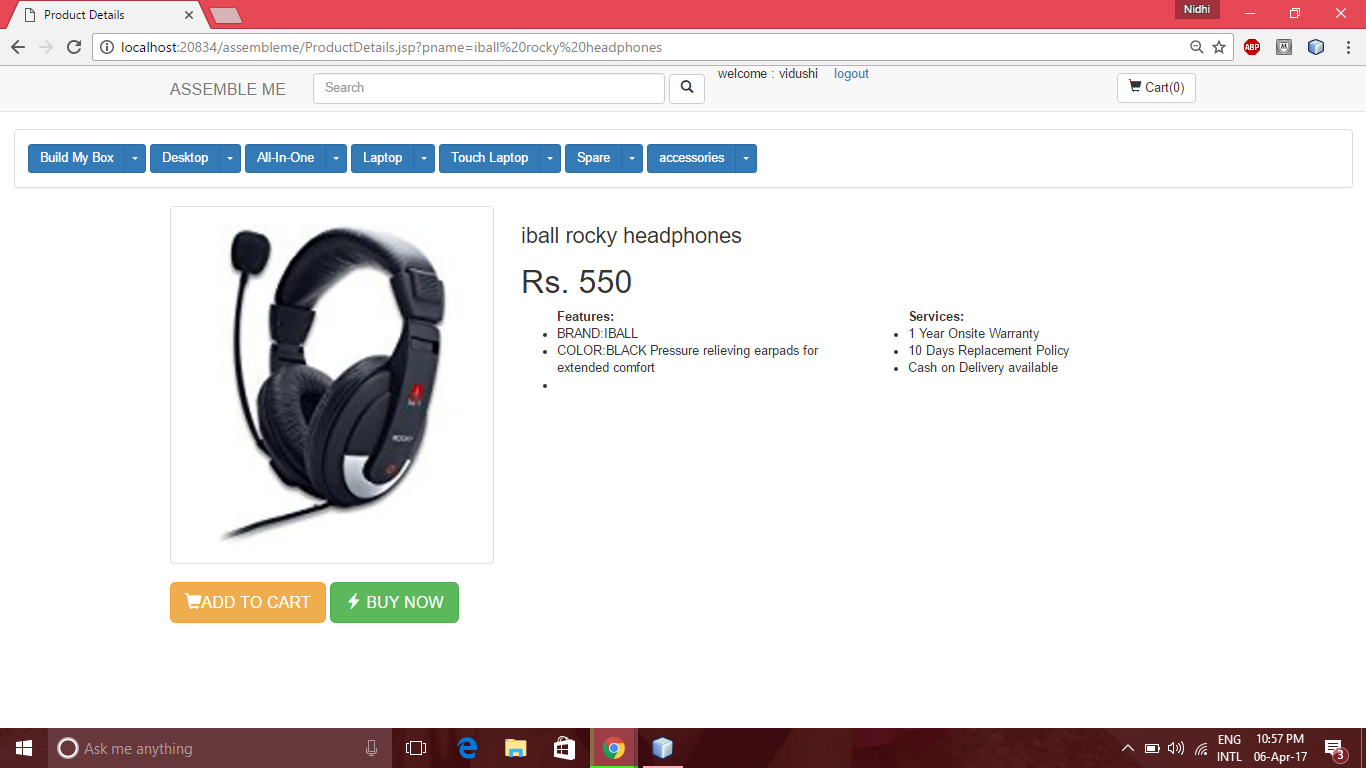 Nidhi
Product Details
localhost:20834/assembleme/ProductDetails.jsp?pname=iball%20rocky%20headphones
ABP
ASSEMBLE ME
Search
welcome : vidushi logout
Cart(0)
Build My Box
Desktop
All-In-One
Laptop
Touch Laptop
Spare
accessories
iball rocky headphones
Rs. 550
Features:
BRAND:IBALL
COLOR:BLACK Pressure relieving earpads for
extended comfort
Services:
1 Year Onsite Warranty
10 Days Replacement Policy
Cash on Delivery available
ROCKY
ADD TO CART
BUY NOW
Ask me anything
ENG
INTL
10:57 PM
06-Apr-17
3